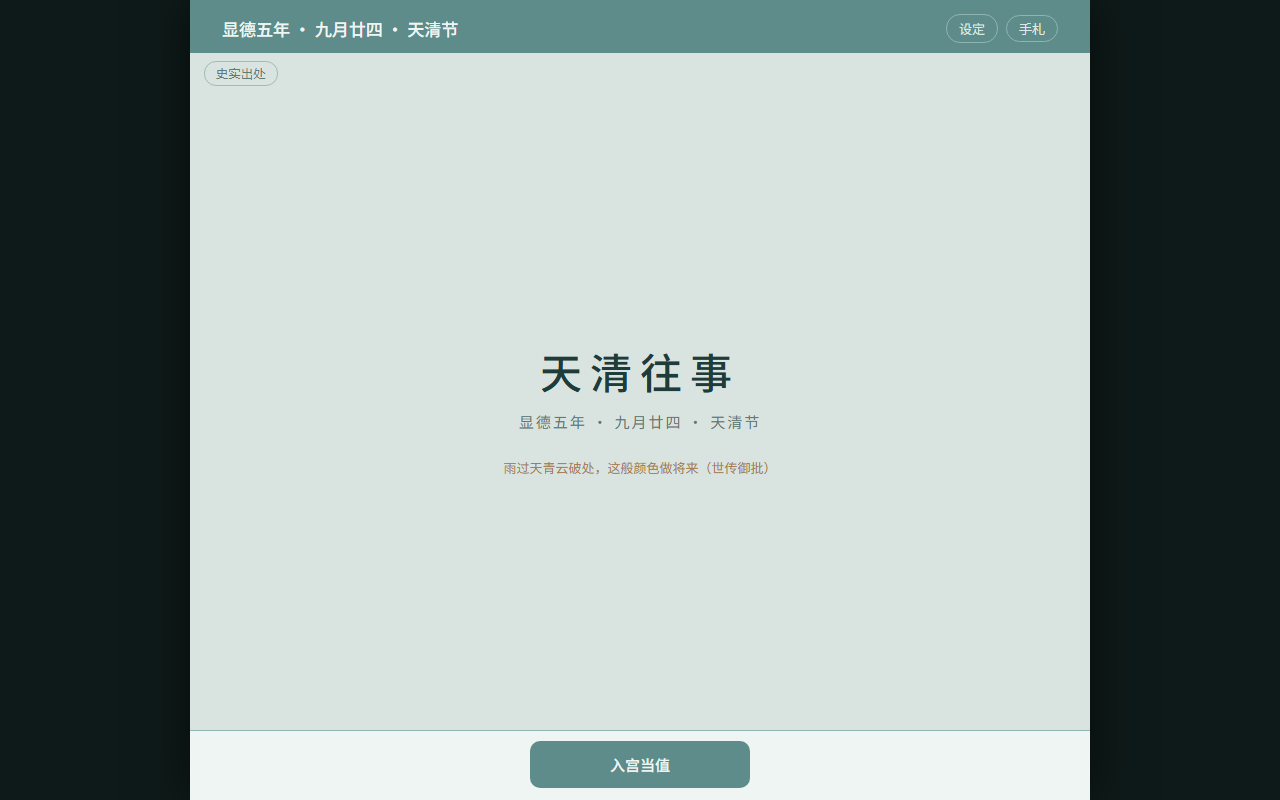 显德五年 · 九月廿四 · 天清节
设定
手札
史实出处
天清往事
显德五年 · 九月廿四 · 天清节
雨过天青云破处，这般颜色做将来（世传御批）
入宫当值